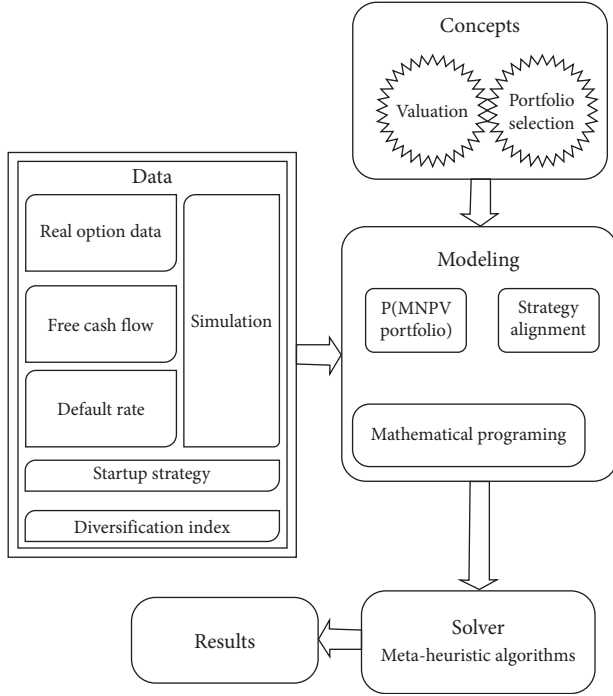 Concepts
Valuation
Portfolio
selection
Data
Real option data
Free cash flow
Default rate
Simulation
Startup strategy
Diversification index
Modeling
P(MNPV
portfolio)
Strategy
alignment
Mathematical programing
Solver
Meta-heuristic algorithms
Results